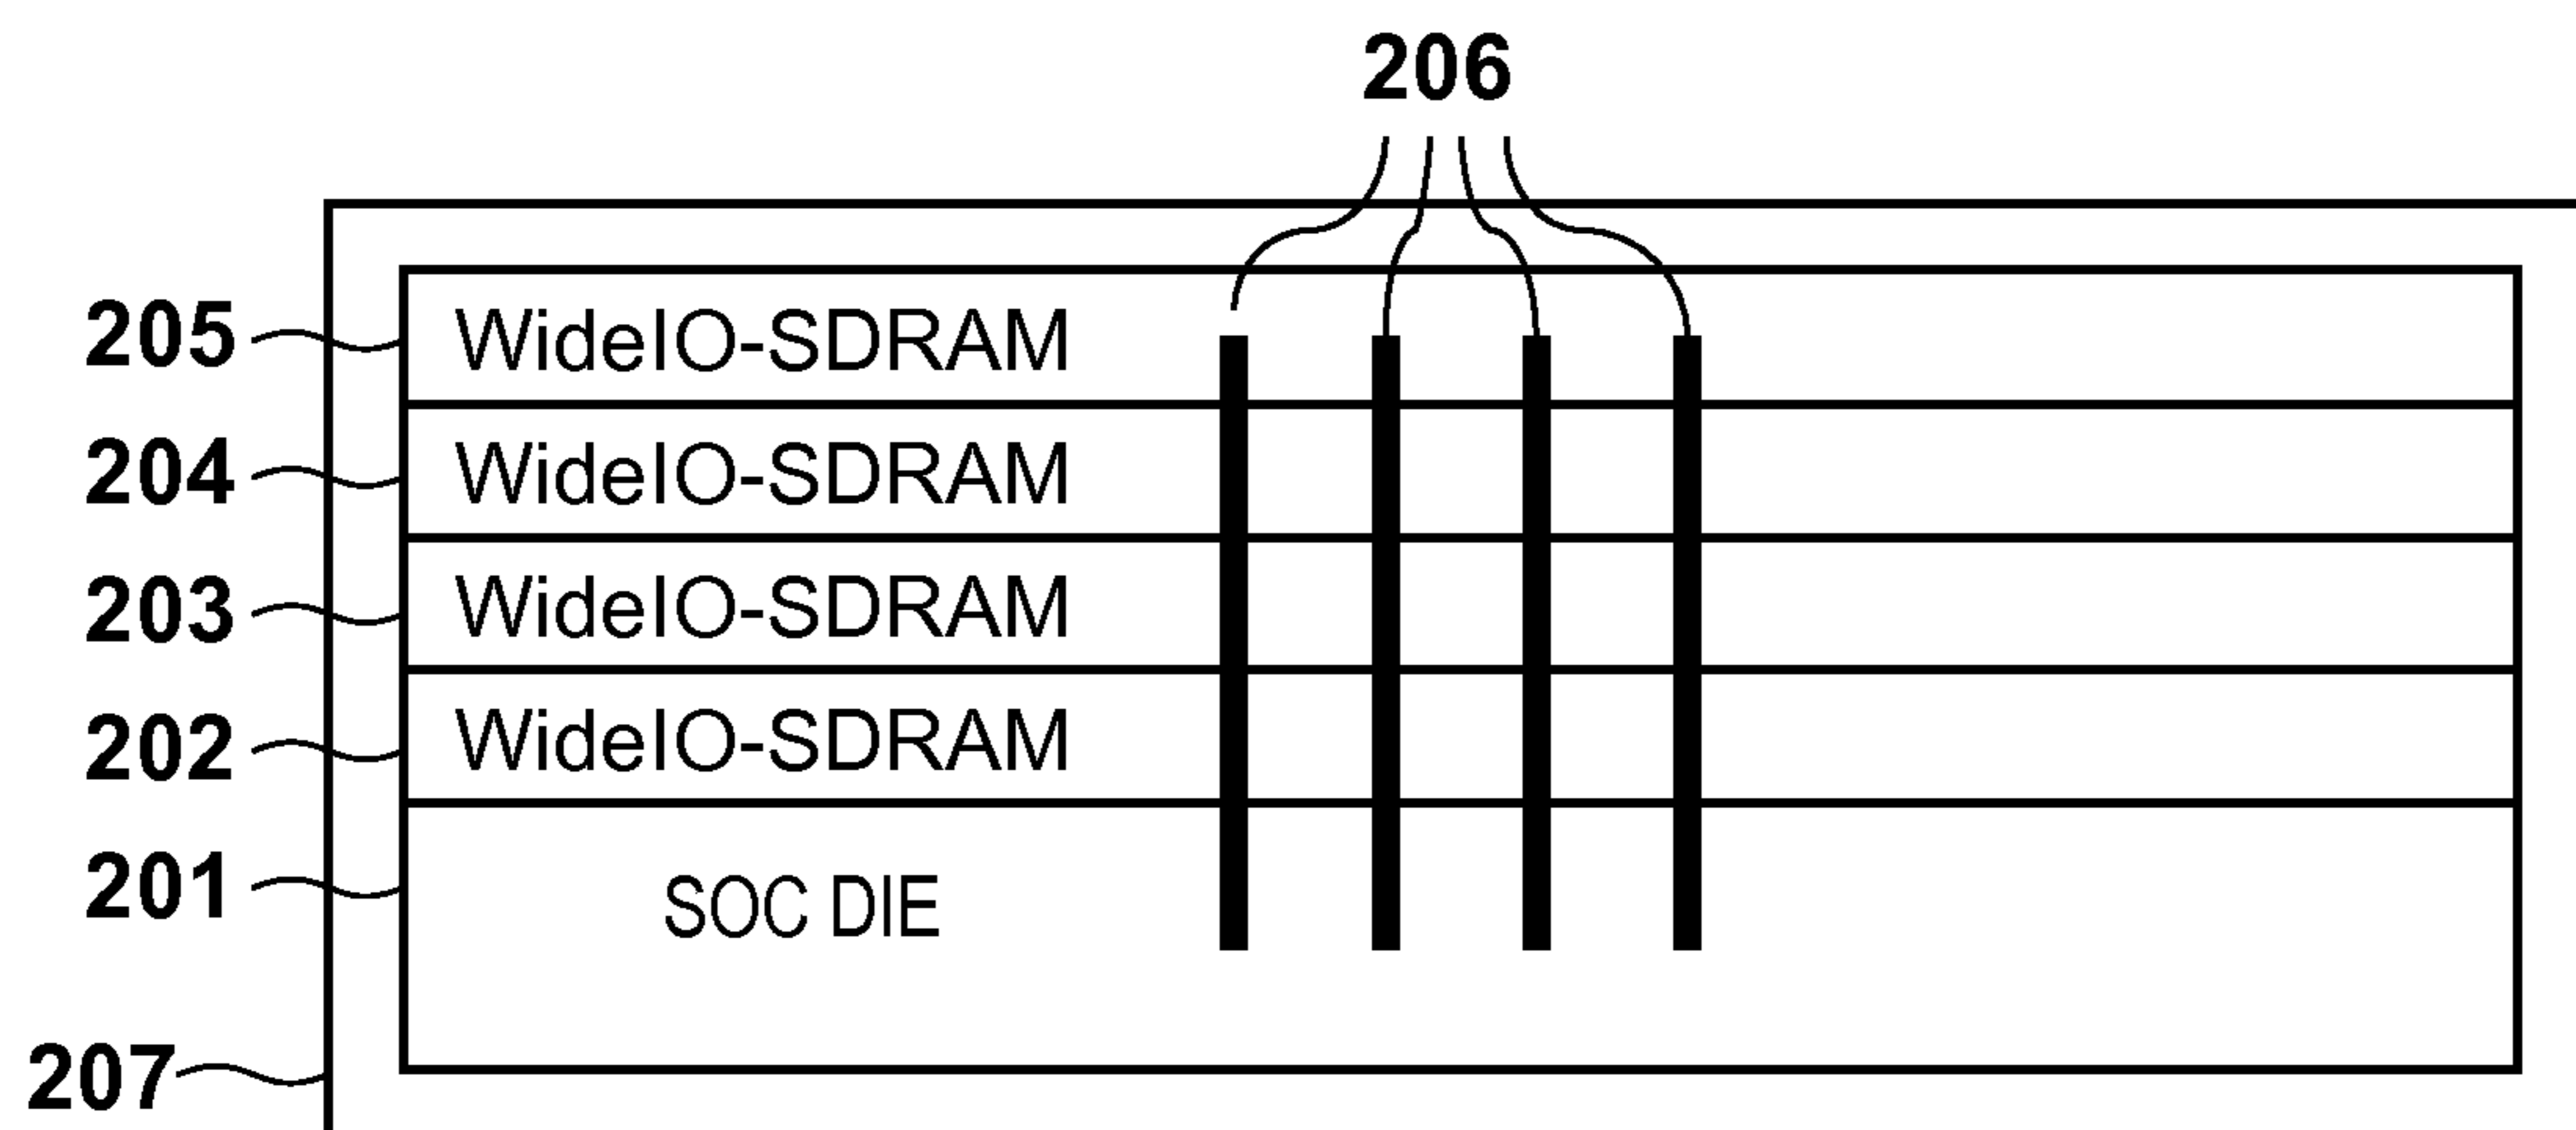 206
205 WideIO-SDRAM
204 WideIO-SDRAM
203 WideIO-SDRAM
202 WideIO-SDRAM
201 SOC DIE
207